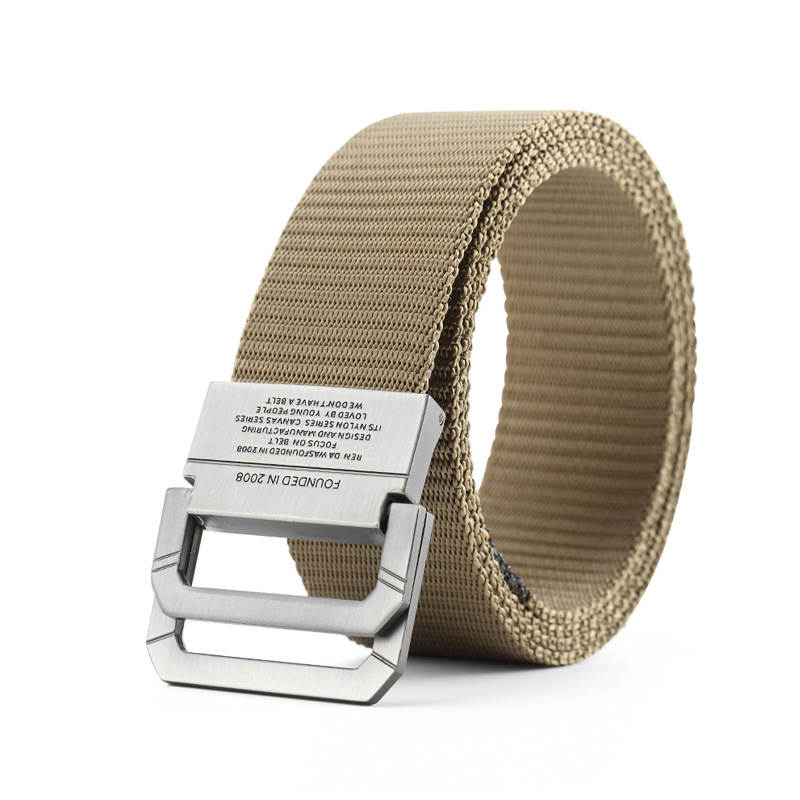 FOUNDED IN 2008
REN DA WASFOUNDED IN 2008
FOCUS ON BELT
DESIGN AND MANUFACTURING
ITS NYLON SERIES CANVAS SERIES
LOVED BY YOUNG PEOPLE
WE DON'T HAVE A BELT